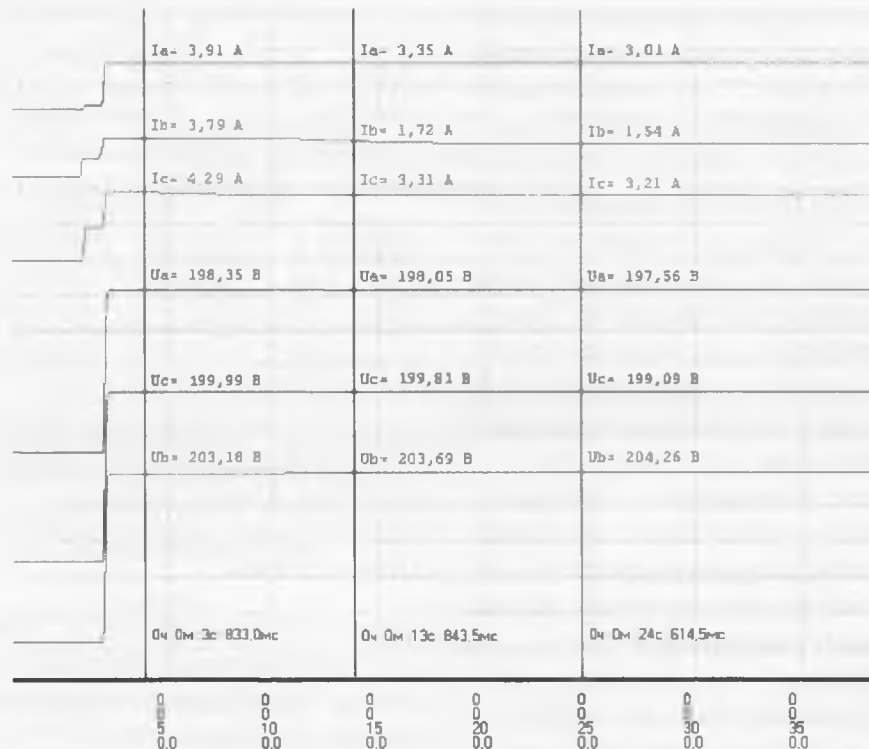 Ia- 3,91 A Ia- 3,35 A Ia- 3,01 A
Ib= 3,79 A Ib= 1,72 A Ib= 1,54 A
Ic- 4.29 A Ic= 3,31 A Ic= 3,21 A
Ua= 198,35 В Ua= 198,05 В Ua= 197,56 В
Uc= 199,99 В Uc= 199,81 В Uc= 199,09 В
Ub= 203,18 В Ub= 203,69 В Ub= 204,26 В
0ч 0м 3с 833,0мс 0ч 0м 13с 843,5мс 0ч 0м 24с 614,5мс
0 0 0 0 0 0 0
0 0 0 0 0 0 0
5 10 15 20 25 30 35
0.0 0.0 0.0 0.0 0.0 0.0 0.0